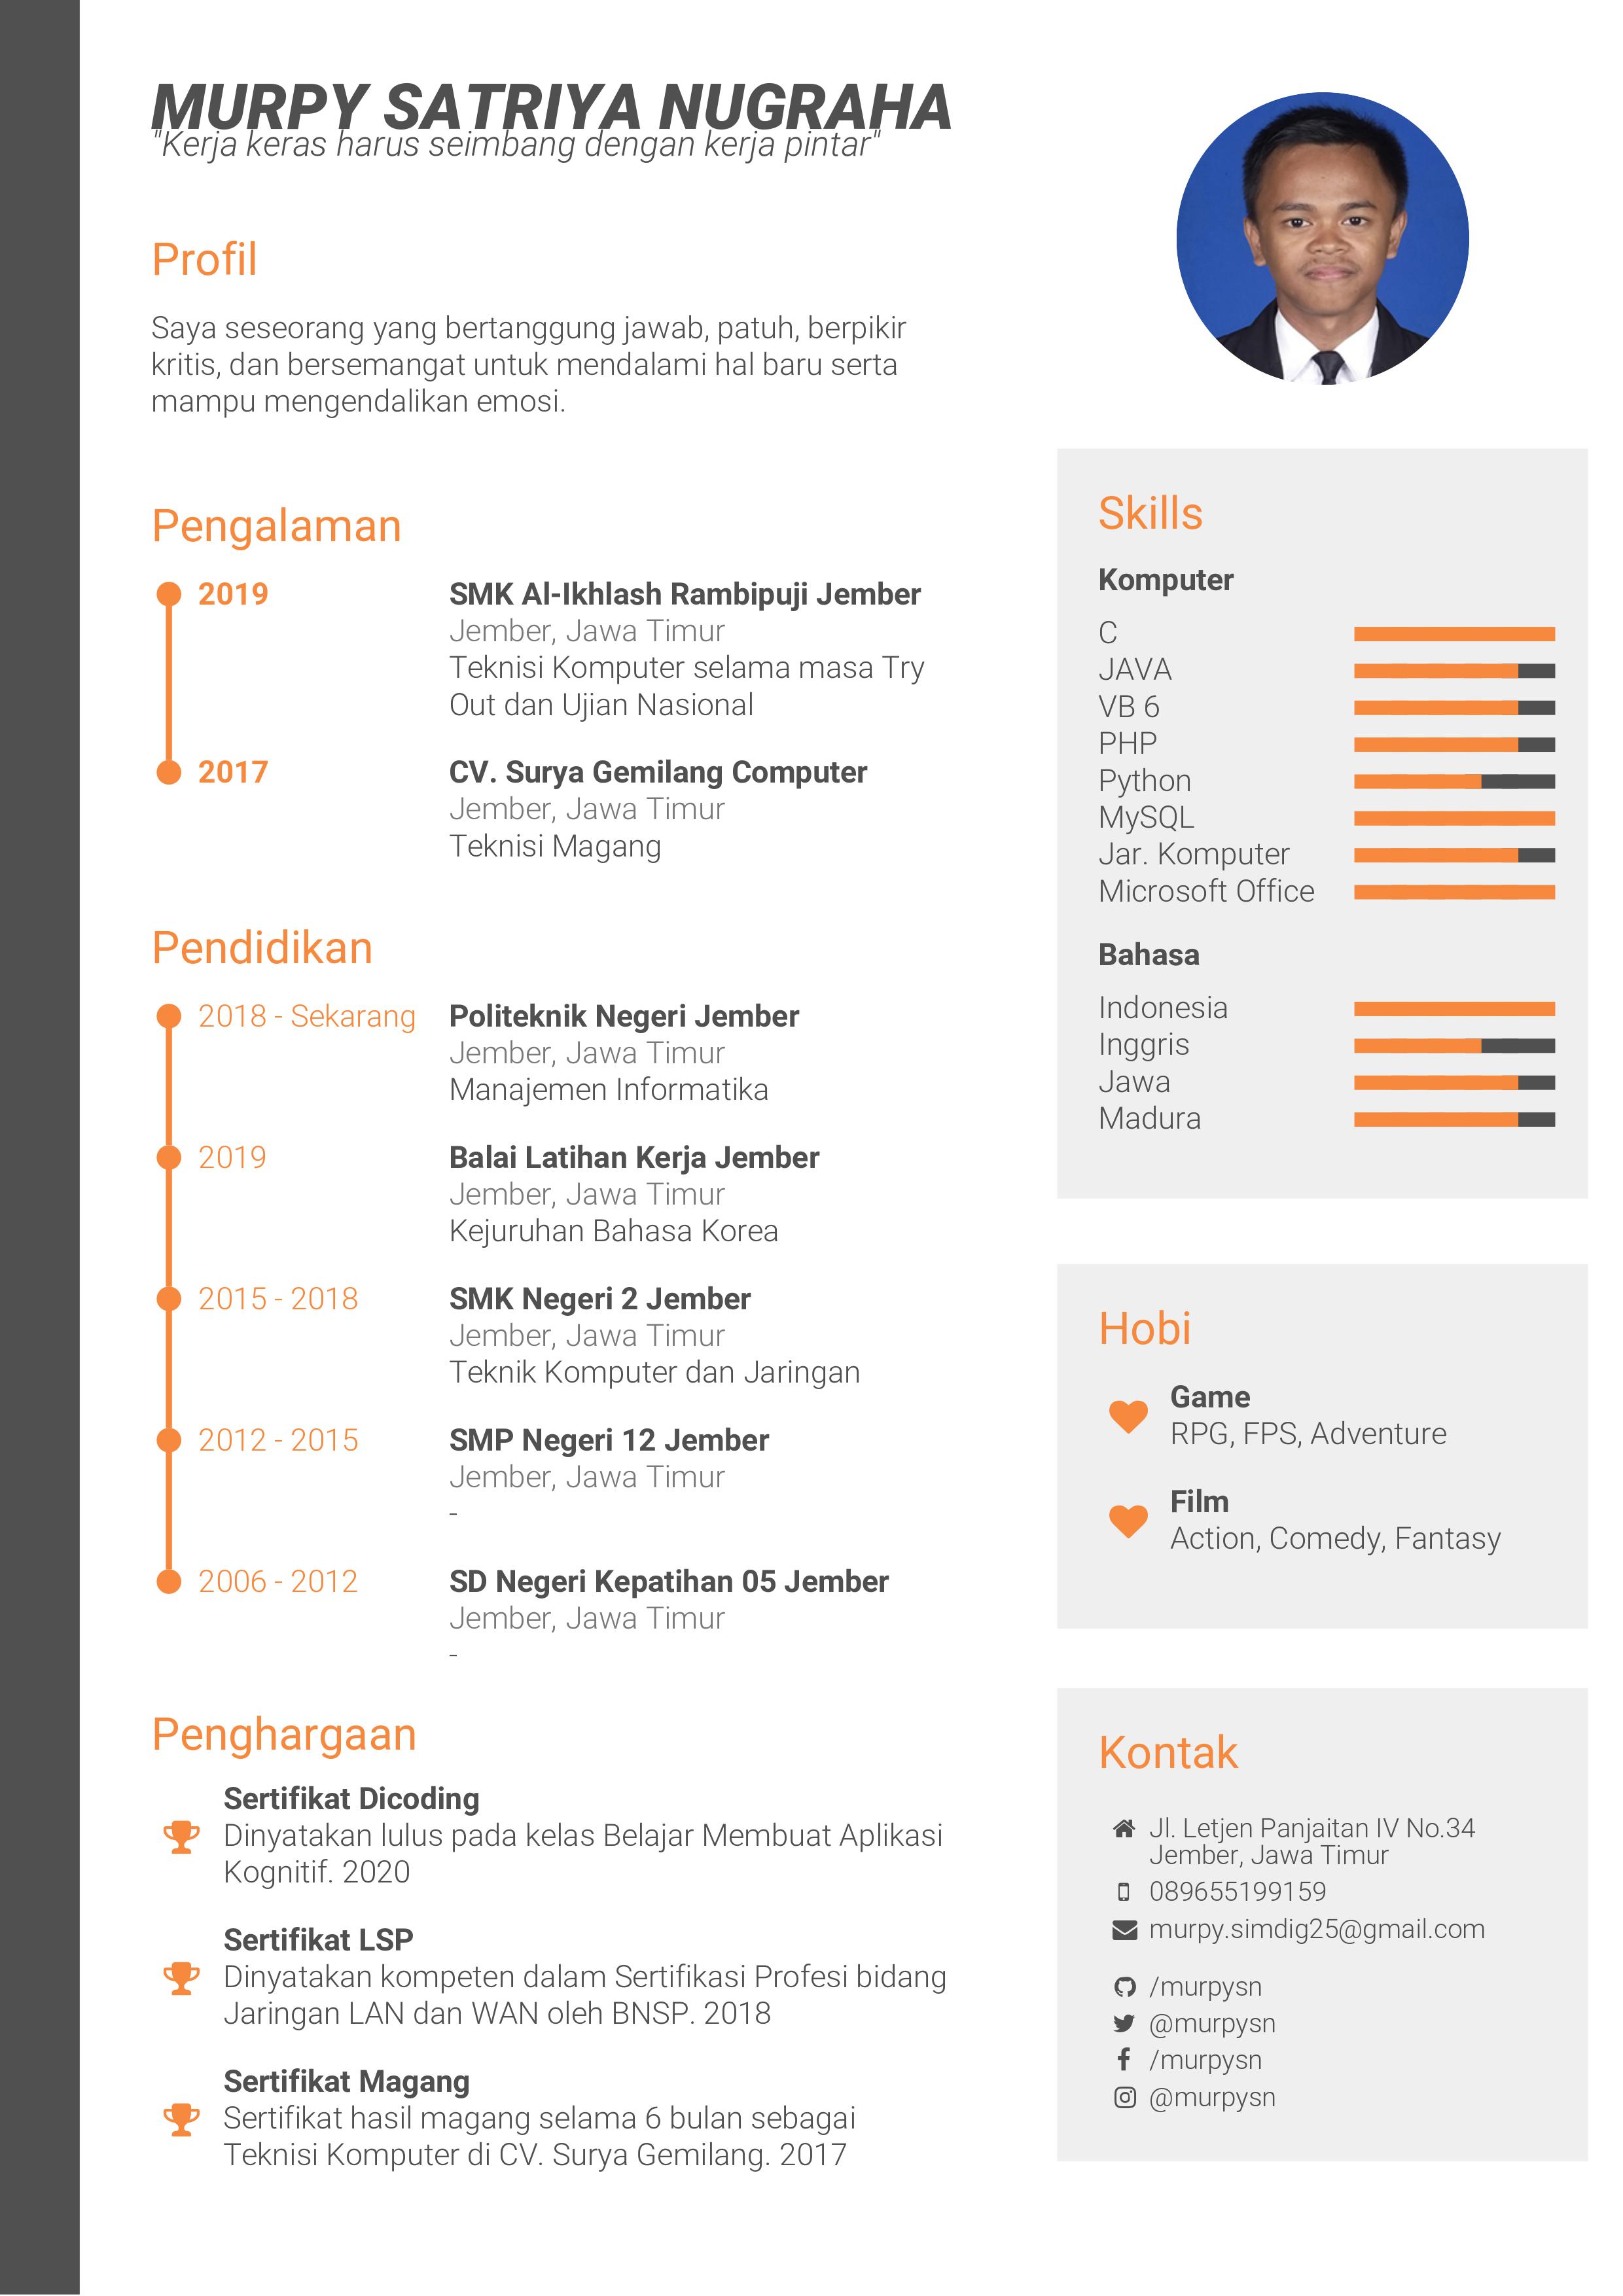 MURPY SATRIYA NUGRAHA
"Kerja keras harus seimbang dengan kerja pintar"
Profil
Saya seseorang yang bertanggung jawab, patuh, berpikir
kritis, dan bersemangat untuk mendalami hal baru serta
mampu mengendalikan emosi.
Pengalaman
2019
SMK Al-Ikhlash Rambipuji Jember
Jember, Jawa Timur
Teknisi Komputer selama masa Try
Out dan Ujian Nasional
2017
CV. Surya Gemilang Computer
Jember, Jawa Timur
Teknisi Magang
Pendidikan
2018 - Sekarang
Politeknik Negeri Jember
Jember, Jawa Timur
Manajemen Informatika
2019
Balai Latihan Kerja Jember
Jember, Jawa Timur
Kejuruhan Bahasa Korea
2015 - 2018
SMK Negeri 2 Jember
Jember, Jawa Timur
Teknik Komputer dan Jaringan
2012 - 2015
SMP Negeri 12 Jember
Jember, Jawa Timur
-
2006 - 2012
SD Negeri Kepatihan 05 Jember
Jember, Jawa Timur
-
Penghargaan
Sertifikat Dicoding
Dinyatakan lulus pada kelas Belajar Membuat Aplikasi
Kognitif. 2020
Sertifikat LSP
Dinyatakan kompeten dalam Sertifikasi Profesi bidang
Jaringan LAN dan WAN oleh BNSP. 2018
Sertifikat Magang
Sertifikat hasil magang selama 6 bulan sebagai
Teknisi Komputer di CV. Surya Gemilang. 2017
Skills
Komputer
C
JAVA
VB 6
PHP
Python
MySQL
Jar. Komputer
Microsoft Office
Bahasa
Indonesia
Inggris
Jawa
Madura
Hobi
Game
RPG, FPS, Adventure
Film
Action, Comedy, Fantasy
Kontak
Jl. Letjen Panjaitan IV No.34
Jember, Jawa Timur
089655199159
murpy.simdig25@gmail.com
/murpysn
@murpysn
/murpysn
@murpysn